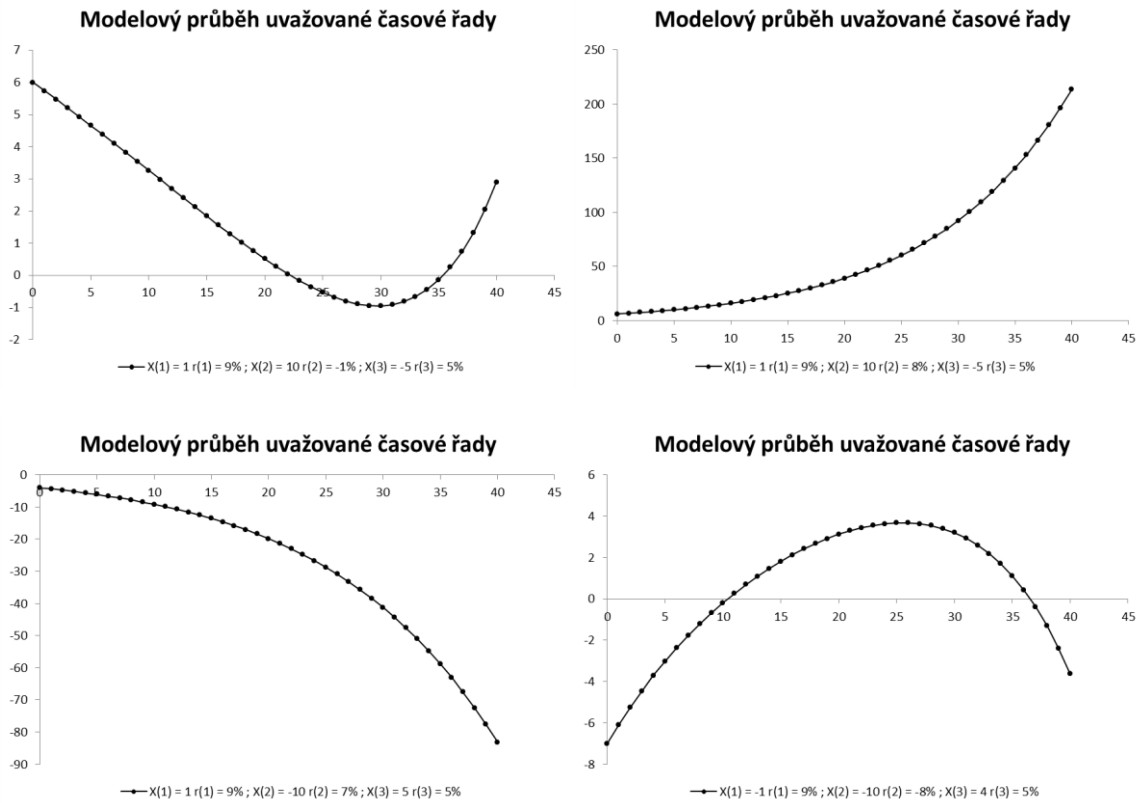 Modelový průběh uvažované časové řady
7
6
5
4
3
2
1
0
-1
-2
0 5 10 15 20 25 30 35 40 45
X(1) = 1 r(1) = 9% ; X(2) = 10 r(2) = -1% ; X(3) = -5 r(3) = 5%
Modelový průběh uvažované časové řady
250
200
150
100
50
0
0 5 10 15 20 25 30 35 40 45
X(1) = 1 r(1) = 9% ; X(2) = 10 r(2) = 8% ; X(3) = -5 r(3) = 5%
Modelový průběh uvažované časové řady
0
-10
-20
-30
-40
-50
-60
-70
-80
-90
0 5 10 15 20 25 30 35 40 45
X(1) = 1 r(1) = 9% ; X(2) = -10 r(2) = 7% ; X(3) = 5 r(3) = 5%
Modelový průběh uvažované časové řady
6
4
2
0
-2
-4
-6
-8
0 5 10 15 20 25 30 35 40 45
X(1) = -1 r(1) = 9% ; X(2) = -10 r(2) = -8% ; X(3) = 4 r(3) = 5%